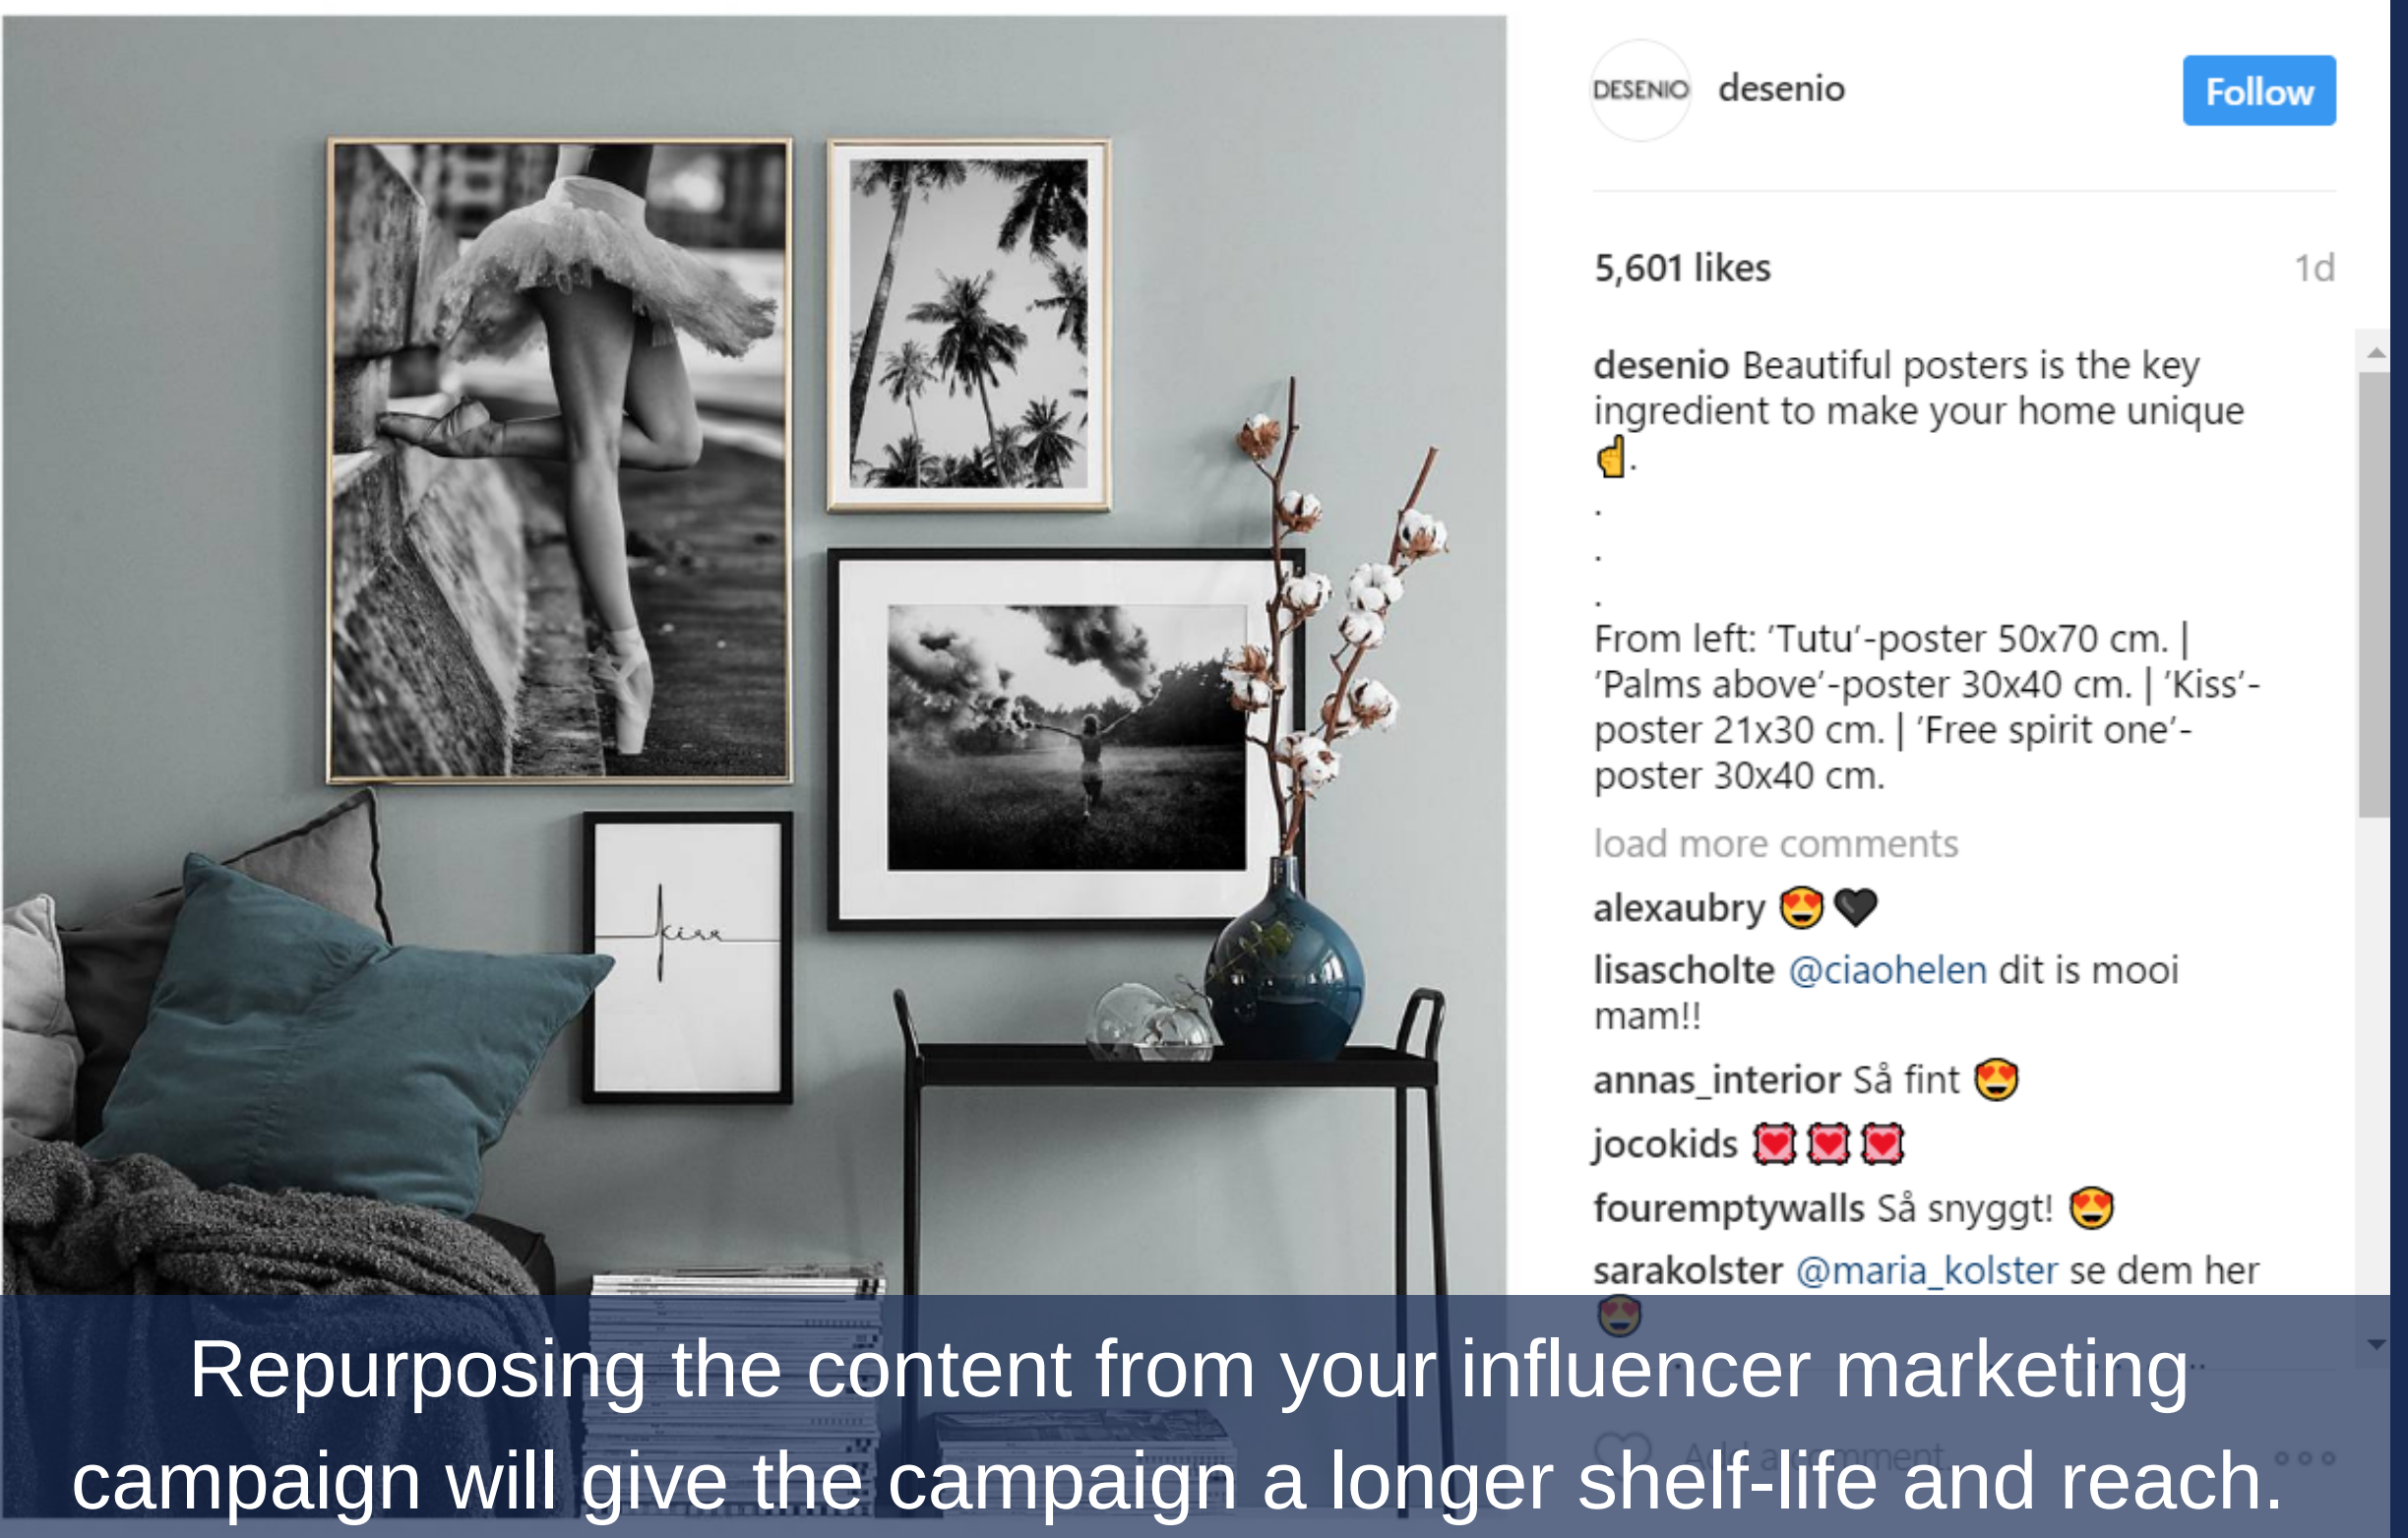 DESENIO
desenio
Follow
5,601 likes
1d
desenio Beautiful posters is the key
ingredient to make your home unique
☝.
.
.
.
From left: ’Tutu’-poster 50x70 cm. |
’Palms above’-poster 30x40 cm. | ’Kiss’-
poster 21x30 cm. | ’Free spirit one’-
poster 30x40 cm.
load more comments
alexaubry 😍🖤
lisascholte @ciaohelen dit is mooi
mam!!
annas_interior Så fint 😍
jocokids 💟💟💟
fouremptywalls Så snyggt! 😍
sarakolster @maria_kolster se dem her
😍
kiss
Add a comment...
Repurposing the content from your influencer marketing
campaign will give the campaign a longer shelf-life and reach.